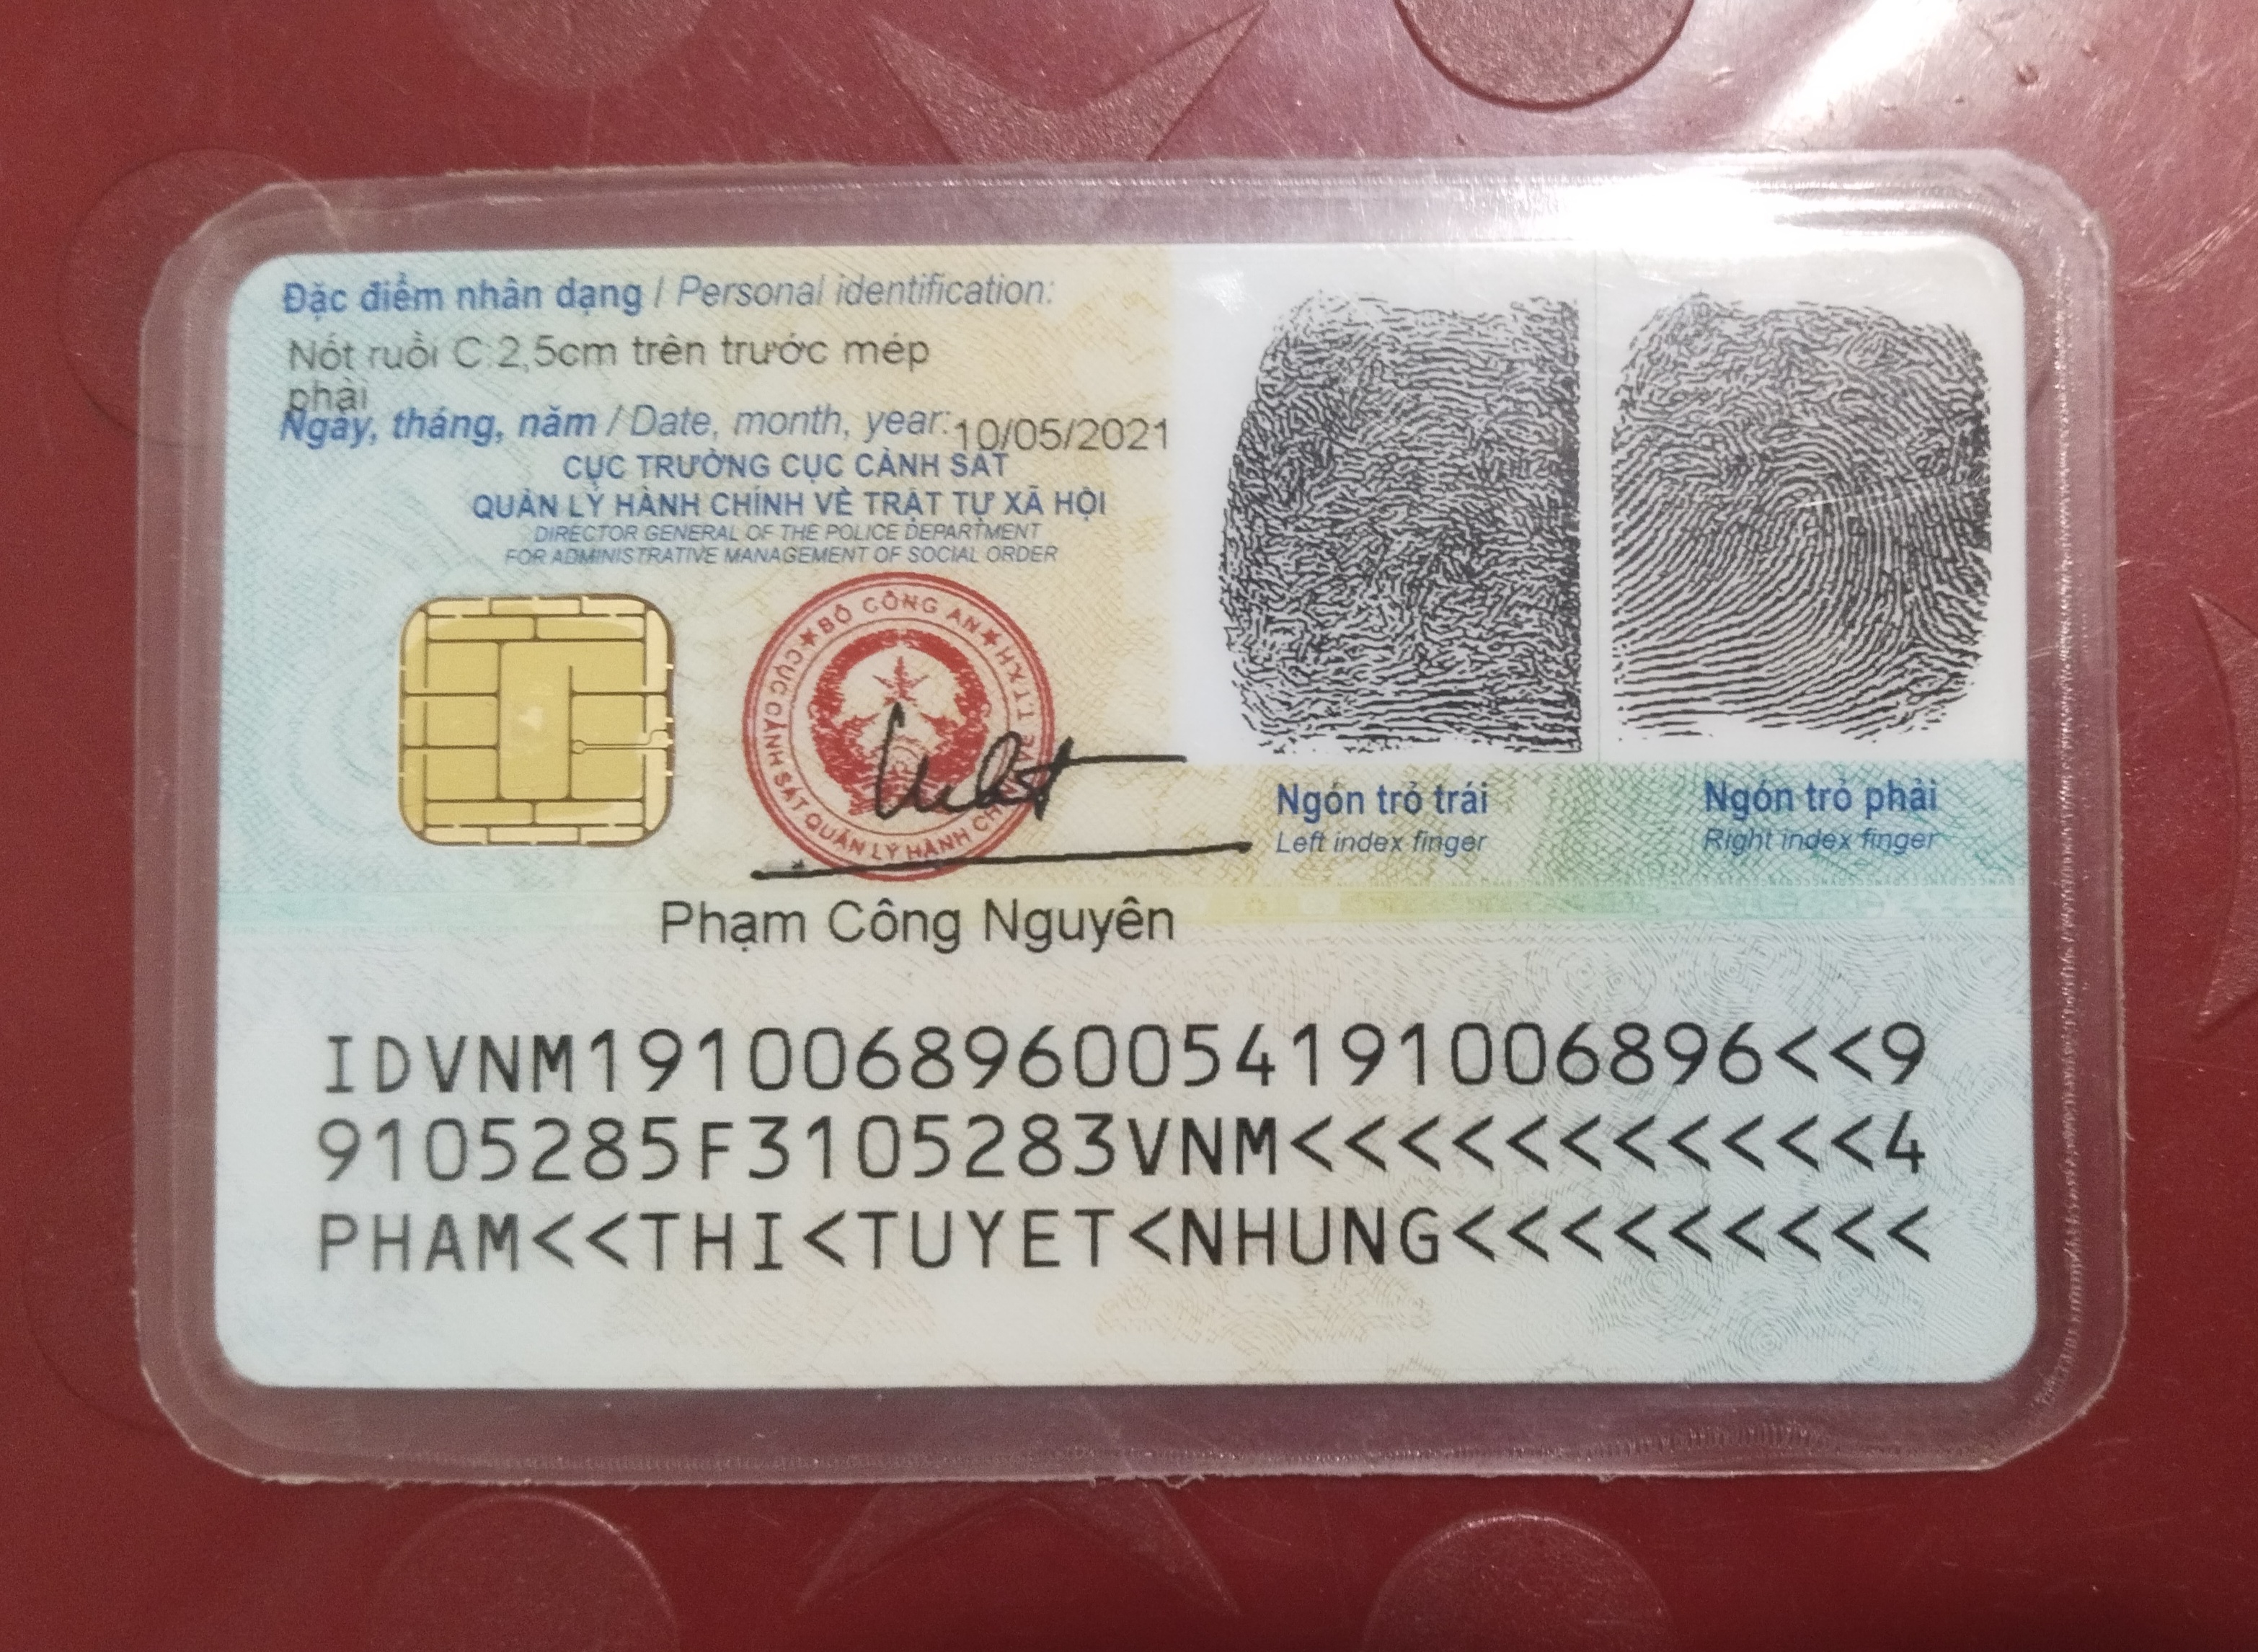 Đặc điểm nhân dạng / Personal identification:
Nốt ruồi C:2,5cm trên trước mép
phải
Ngày, tháng, năm / Date, month, year: 10/05/2021
CỤC TRƯỞNG CỤC CẢNH SÁT
QUẢN LÝ HÀNH CHÍNH VỀ TRẬT TỰ XÃ HỘI
DIRECTOR GENERAL OF THE POLICE DEPARTMENT
FOR ADMINISTRATIVE MANAGEMENT OF SOCIAL ORDER
BỘ CÔNG AN
CỤC CẢNH SÁT QUẢN LÝ HÀNH CH
Phạm Công Nguyên
Ngón trỏ trái
Left index finger
Ngón trỏ phải
Right index finger
IDVNM1910068960054191006896<<9
9105285F3105283VNM<<<<<<<<<<<4
PHAM<<THI<TUYET<NHUNG<<<<<<<<<